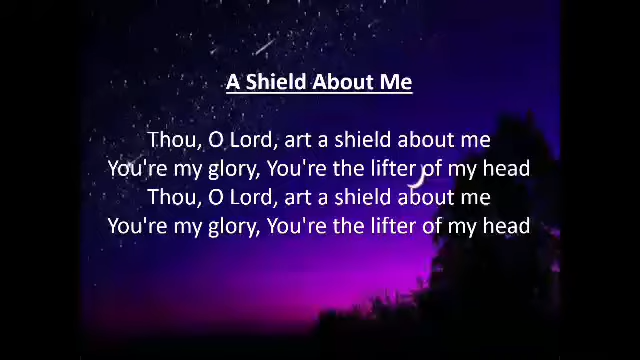 A Shield About Me
Thou, O Lord, art a shield about me
You're my glory, You're the lifter of my head
Thou, O Lord, art a shield about me
You're my glory, You're the lifter of my head